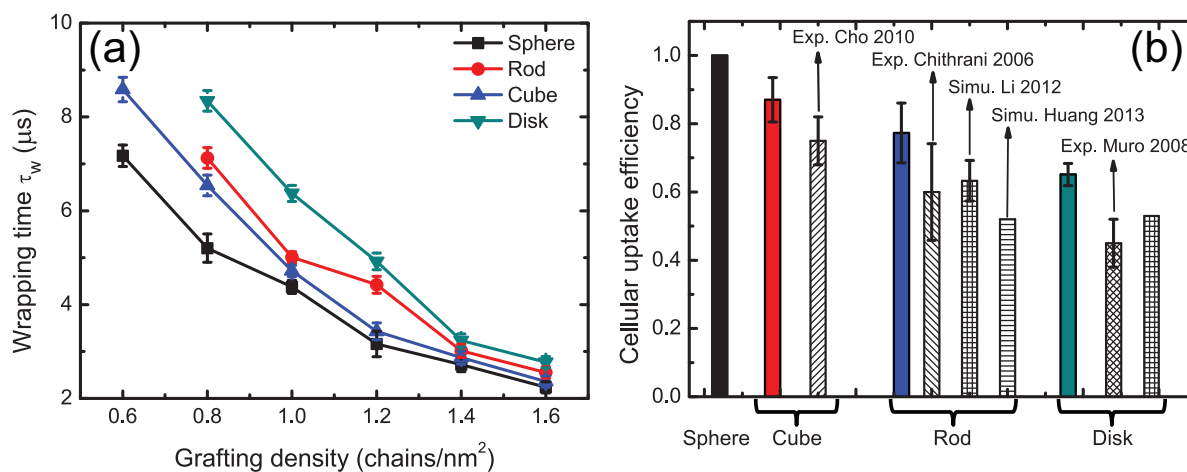 (a)
Sphere
Rod
Cube
Disk
10
8
6
4
2
Wrapping time τw (μs)
0.6 0.8 1.0 1.2 1.4 1.6
Grafting density (chains/nm²)
(b)
Exp. Cho 2010
Exp. Chithrani 2006
Simu. Li 2012
Simu. Huang 2013
Exp. Muro 2008
1.0
0.8
0.6
0.4
0.2
0.0
Cellular uptake efficiency
Sphere Cube Rod Disk